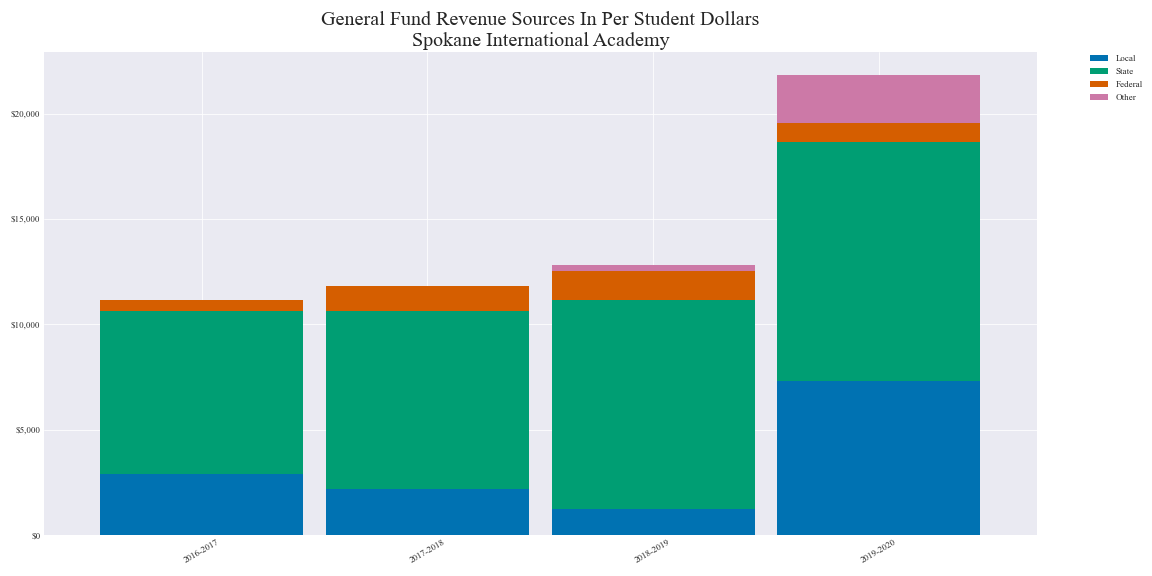 General Fund Revenue Sources In Per Student Dollars
Spokane International Academy
Local
State
Federal
Other
$20,000
$15,000
$10,000
$5,000
$0
2016-2017
2017-2018
2018-2019
2019-2020